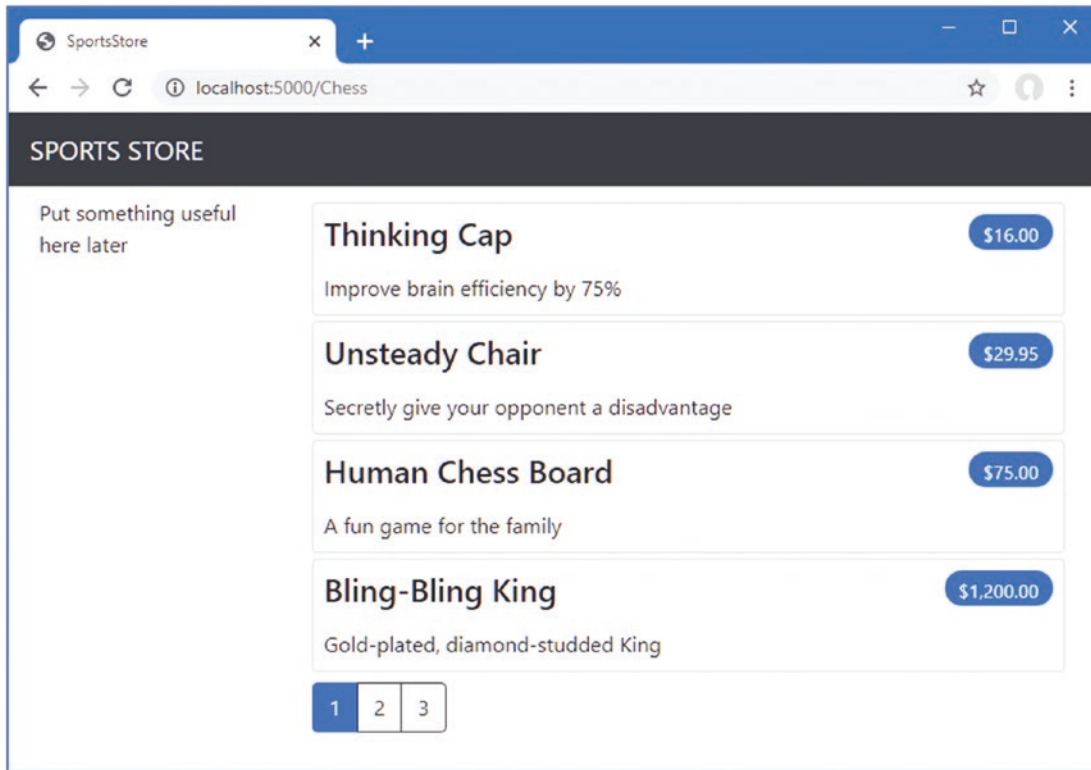 SportsStore
localhost:5000/Chess
SPORTS STORE
Put something useful
here later
Thinking Cap
$16.00
Improve brain efficiency by 75%
Unsteady Chair
$29.95
Secretly give your opponent a disadvantage
Human Chess Board
$75.00
A fun game for the family
Bling-Bling King
$1,200.00
Gold-plated, diamond-studded King
1 2 3